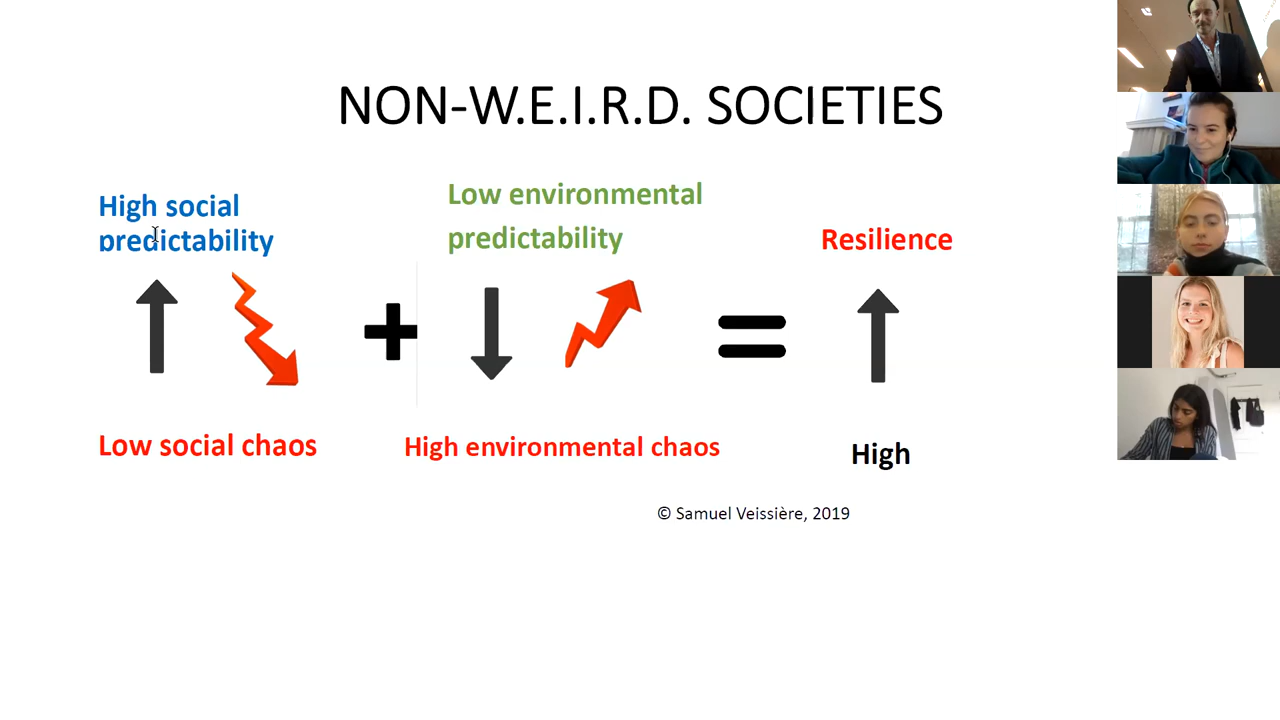 NON-W.E.I.R.D. SOCIETIES
High social
predictability
Low environmental
predictability
Resilience
+
=
Low social chaos
High environmental chaos
High
© Samuel Veissière, 2019